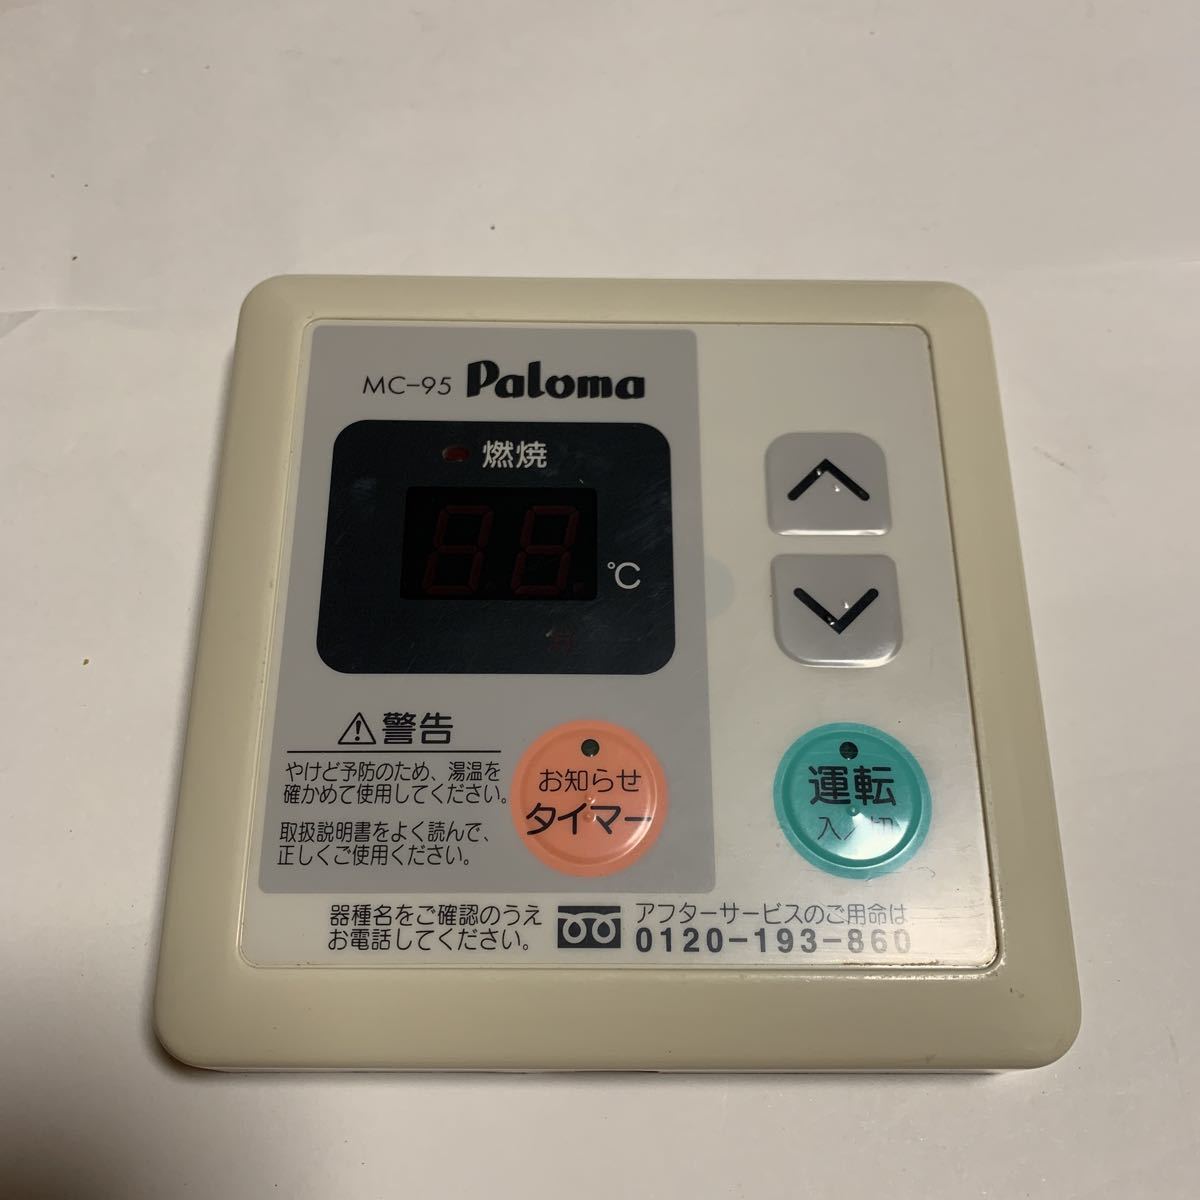 MC-95 Paloma
燃焼
88.
℃
号
警告
やけど予防のため、湯温を
確かめて使用してください。
取扱説明書をよく読んで、
正しくご使用ください。
お知らせ
タイマー
運転
入/切
器種名をご確認のうえ
お電話してください。
アフターサービスのご用命は
0120-193-860